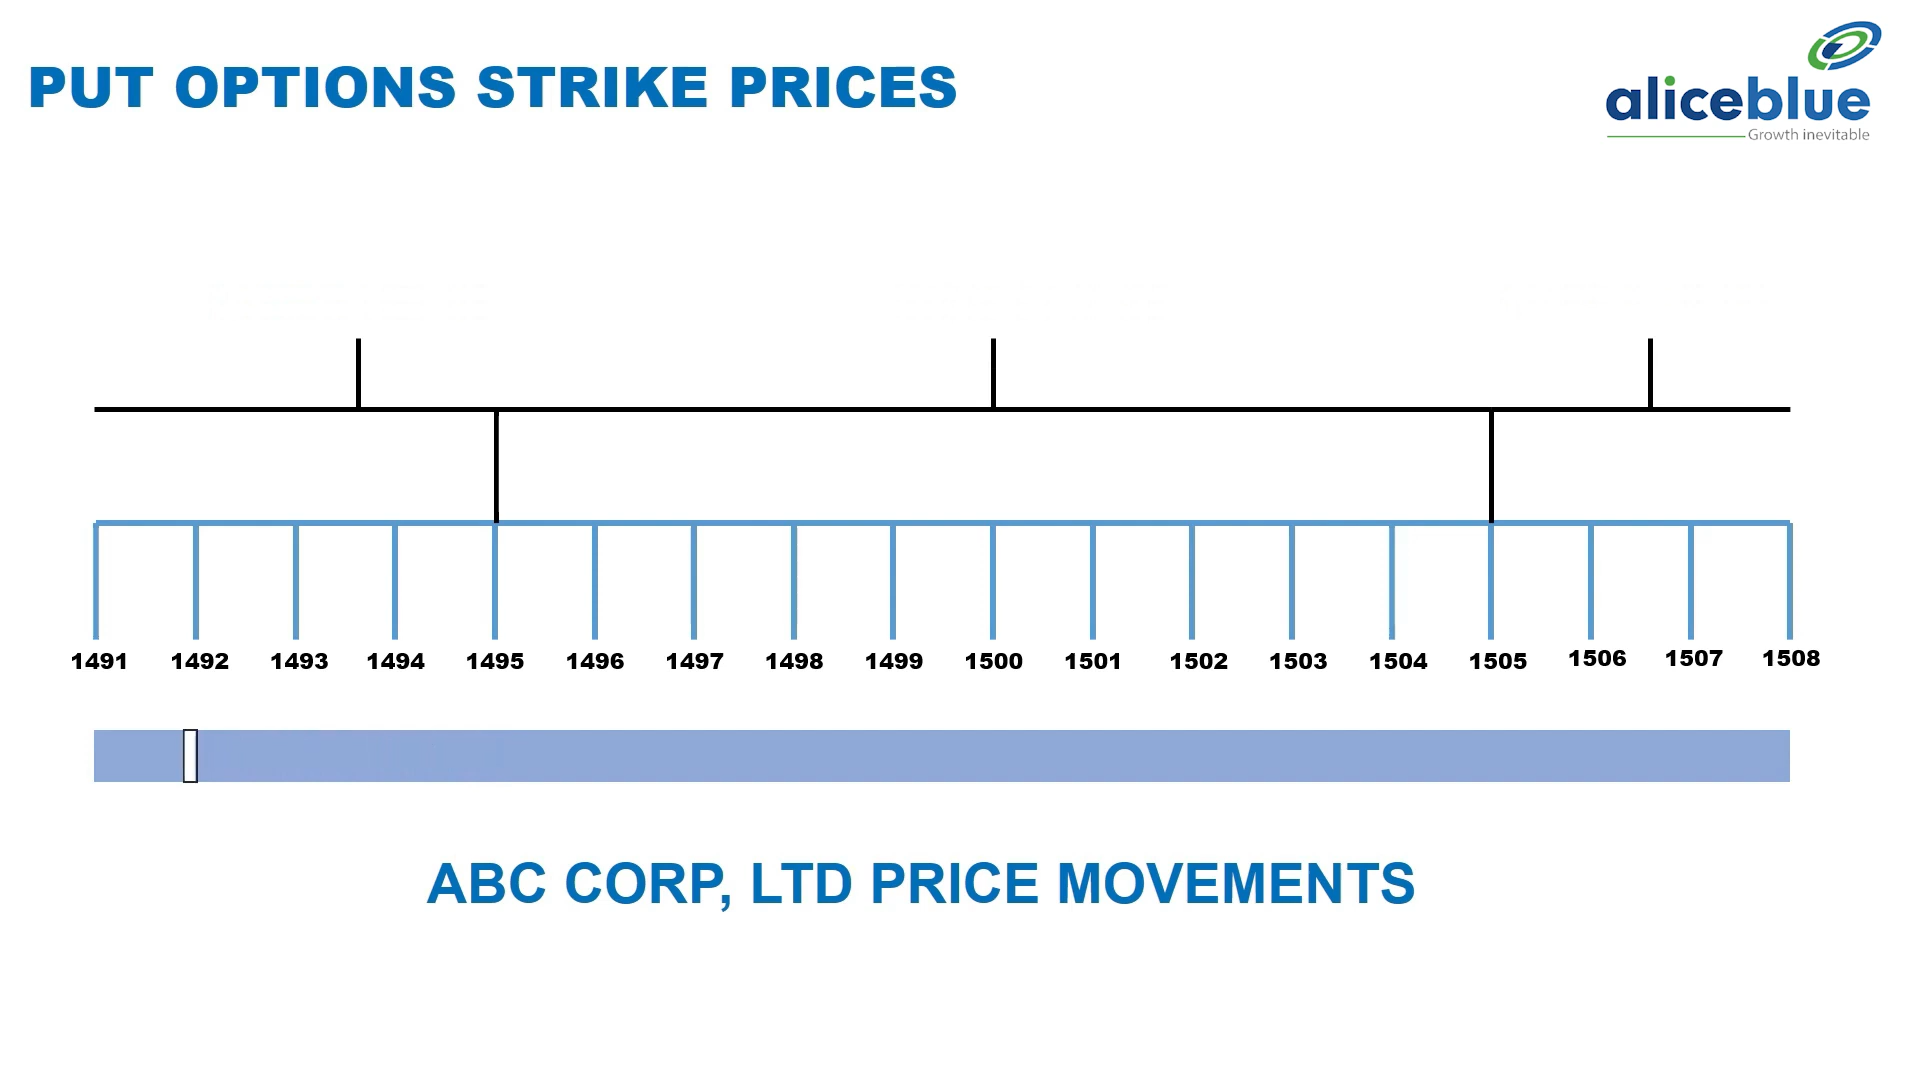 PUT OPTIONS STRIKE PRICES
aliceblue
Growth inevitable
1491 1492 1493 1494 1495 1496 1497 1498 1499 1500 1501 1502 1503 1504 1505 1506 1507 1508
ABC CORP, LTD PRICE MOVEMENTS